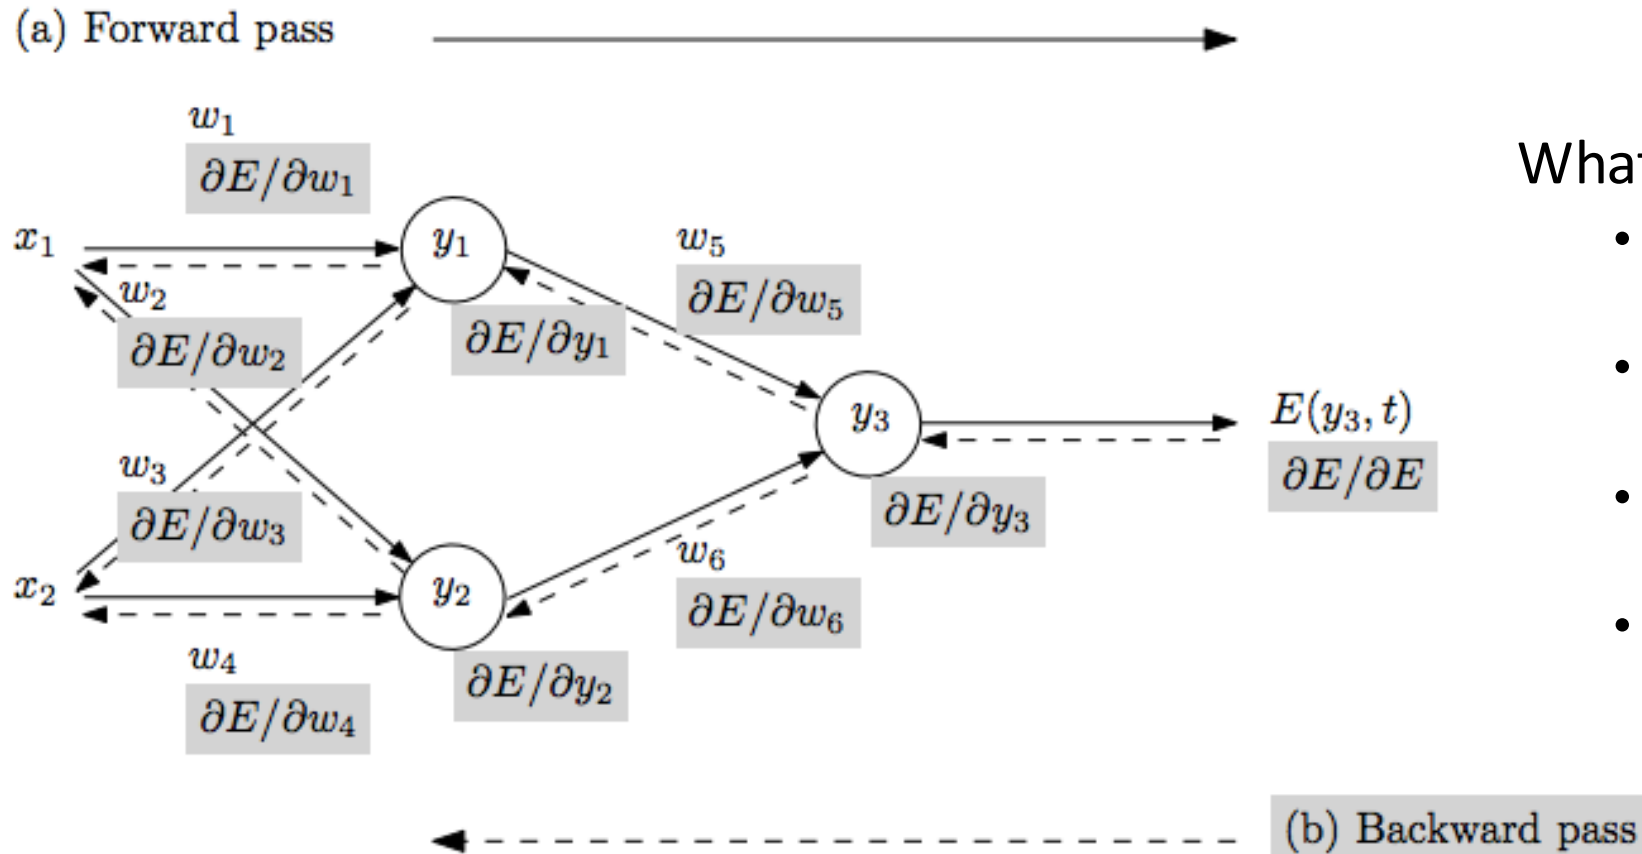 (a) Forward pass
w₁
∂E/∂w₁
What
x₁
y₁
w₅
∂E/∂w₅
w₂
∂E/∂w₂
∂E/∂y₁
y₃
E(y₃, t)
∂E/∂E
w₃
∂E/∂w₃
∂E/∂y₃
x₂
y₂
w₆
∂E/∂w₆
w₄
∂E/∂w₄
∂E/∂y₂
(b) Backward pass